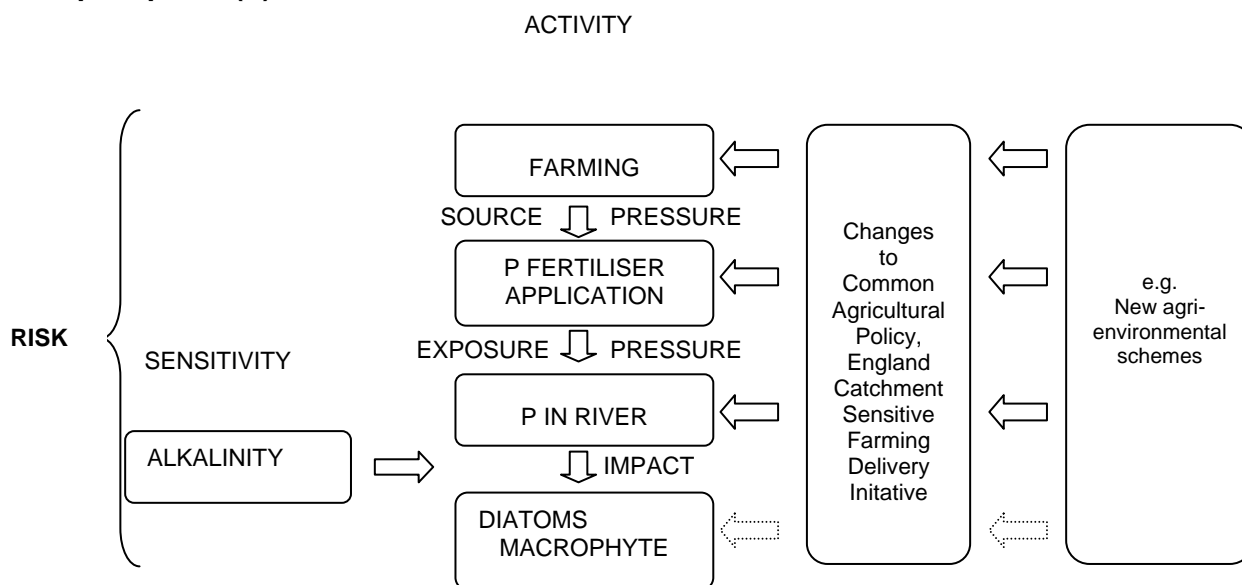 ACTIVITY
FARMING
SOURCE PRESSURE
P FERTILISER
APPLICATION
EXPOSURE PRESSURE
P IN RIVER
IMPACT
DIATOMS
MACROPHYTE
RISK
SENSITIVITY
ALKALINITY
Changes
to
Common
Agricultural
Policy,
England
Catchment
Sensitive
Farming
Delivery
Initative
e.g.
New agri-
environmental
schemes